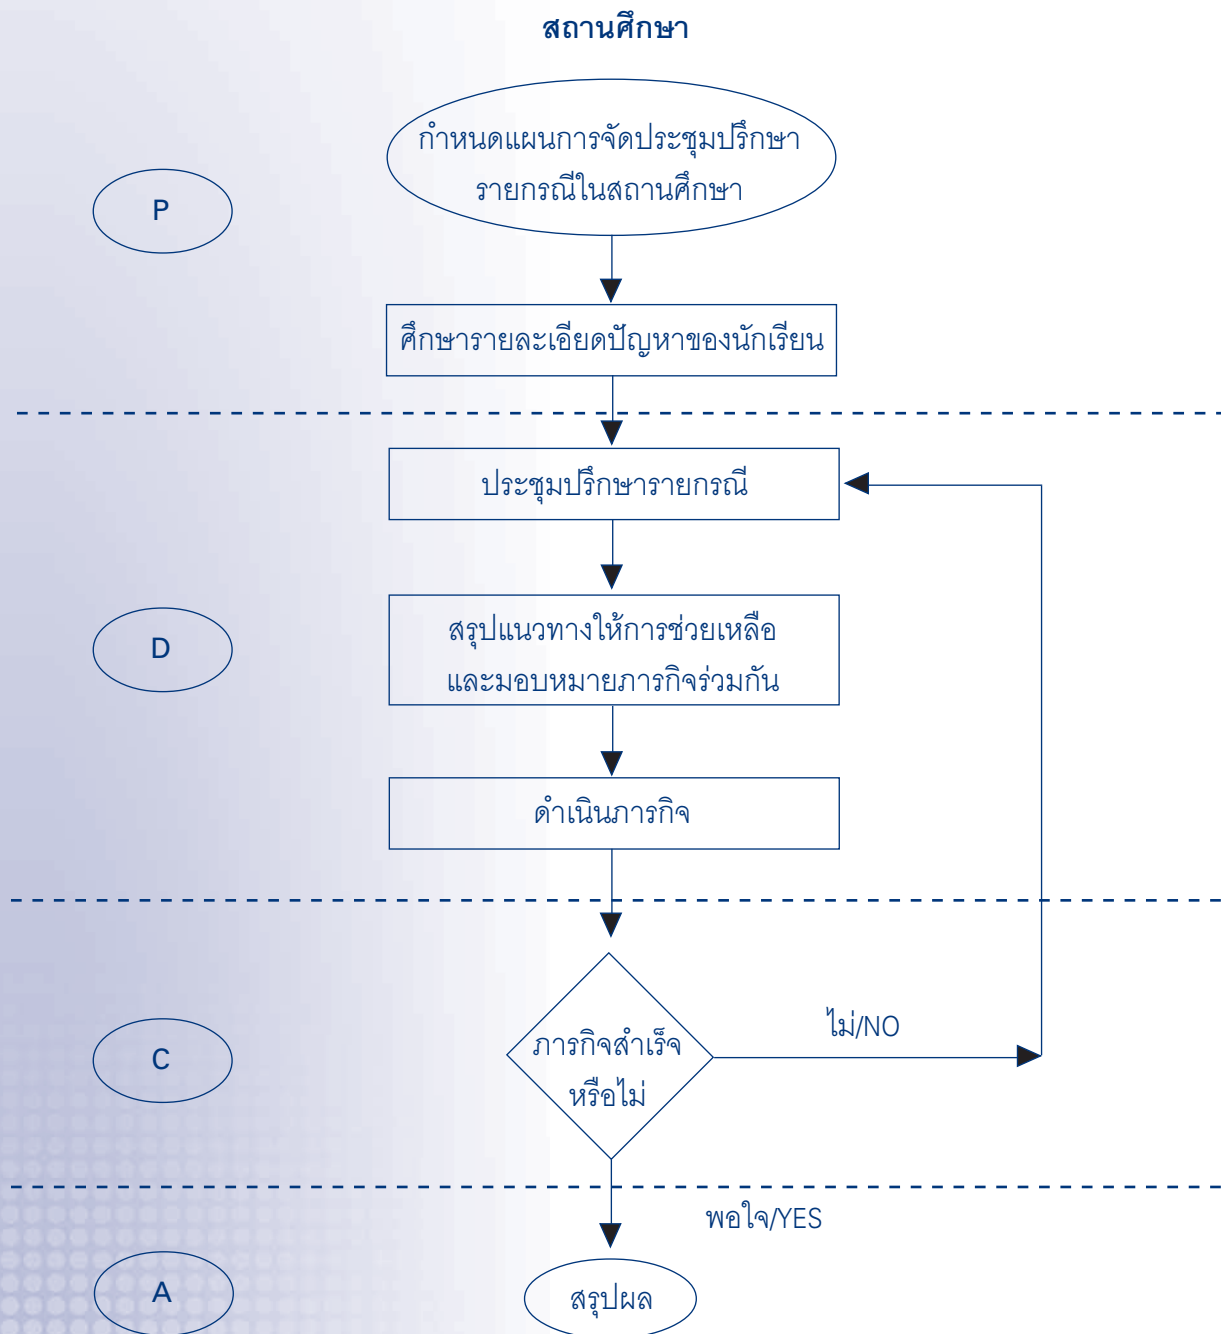 สถานศึกษา
กำหนดแผนการจัดประชุมปรึกษา
รายกรณีในสถานศึกษา
P
ศึกษารายละเอียดปัญหาของนักเรียน
ประชุมปรึกษารายกรณี
สรุปแนวทางให้การช่วยเหลือ
และมอบหมายภารกิจร่วมกัน
D
ดำเนินภารกิจ
ภารกิจสำเร็จ
หรือไม่
ไม่/NO
C
พอใจ/YES
A
สรุปผล